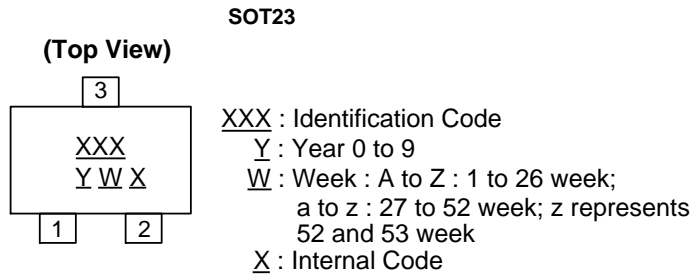 SOT23
(Top View)
3
XXX
Y W X
1
2
XXX : Identification Code
Y : Year 0 to 9
W : Week : A to Z : 1 to 26 week;
a to z : 27 to 52 week; z represents
52 and 53 week
X : Internal Code